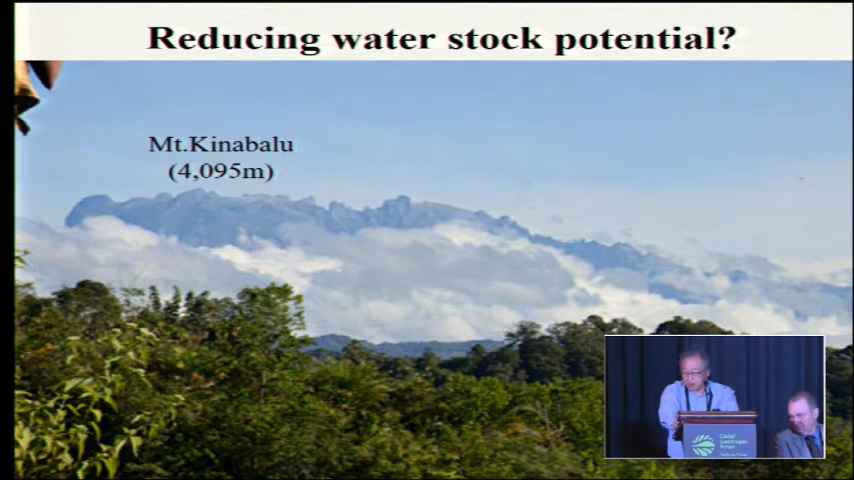 Reducing water stock potential?
Mt.Kinabalu
(4,095m)
Global
Landscapes
Forum